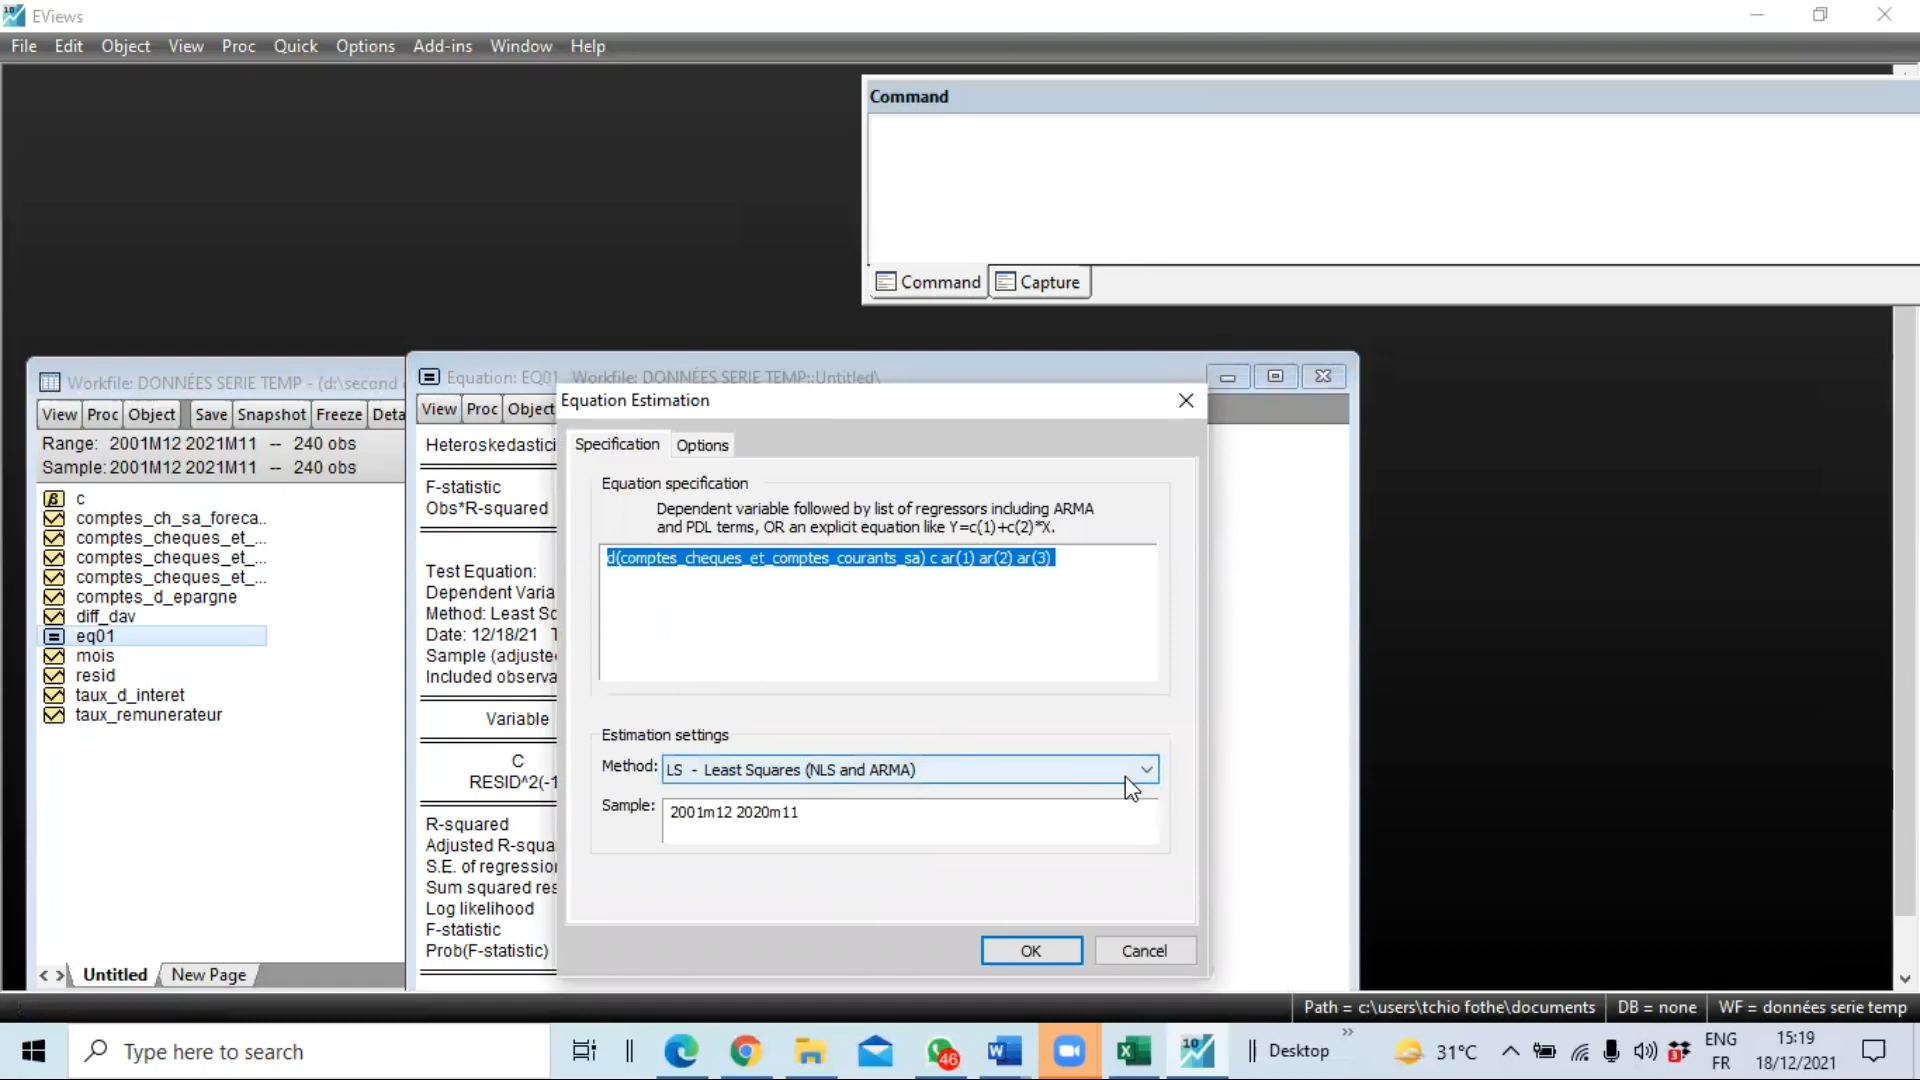 EViews
File Edit Object View Proc Quick Options Add-ins Window Help
Command
Command Capture
Workfile: DONNÉES SERIE TEMP - (d:\second
View Proc Object Save Snapshot Freeze Deta
Range: 2001M12 2021M11 -- 240 obs
Sample: 2001M12 2021M11 -- 240 obs
c
comptes_ch_sa_foreca..
comptes_cheques_et_...
comptes_cheques_et_...
comptes_cheques_et_...
comptes_d_epargne
diff_dav
eq01
mois
resid
taux_d_interet
taux_remunerateur
< > Untitled New Page
Equation: EQ01 Workfile: DONNÉES SERIE TEMP::Untitled\
View Proc Object
Heteroskedastici
F-statistic
Obs*R-squared
Test Equation:
Dependent Varia
Method: Least Sq
Date: 12/18/21 T
Sample (adjuste
Included observa
Variable
C
RESID^2(-1
R-squared
Adjusted R-squa
S.E. of regression
Sum squared res
Log likelihood
F-statistic
Prob(F-statistic)
Equation Estimation
Specification Options
Equation specification
Dependent variable followed by list of regressors including ARMA
and PDL terms, OR an explicit equation like Y=c(1)+c(2)*X.
d(comptes_cheques_et_comptes_courants_sa) c ar(1) ar(2) ar(3)
Estimation settings
Method: LS - Least Squares (NLS and ARMA)
Sample: 2001m12 2020m11
OK Cancel
Path = c:\users\tchio fothe\documents DB = none WF = données serie temp
Type here to search
46
10
Desktop
31°C
3
ENG
FR
15:19
18/12/2021